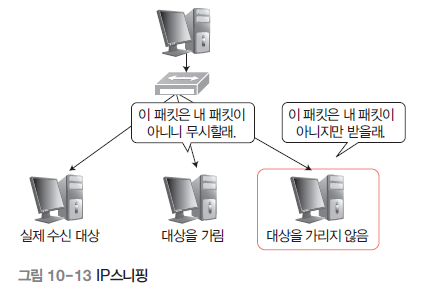 이 패킷은 내 패킷이
아니니 무시할래.
이 패킷은 내 패킷이
아니지만 받을래.
실제 수신 대상
대상을 가림
대상을 가리지 않음
그림 10-13 IP스니핑